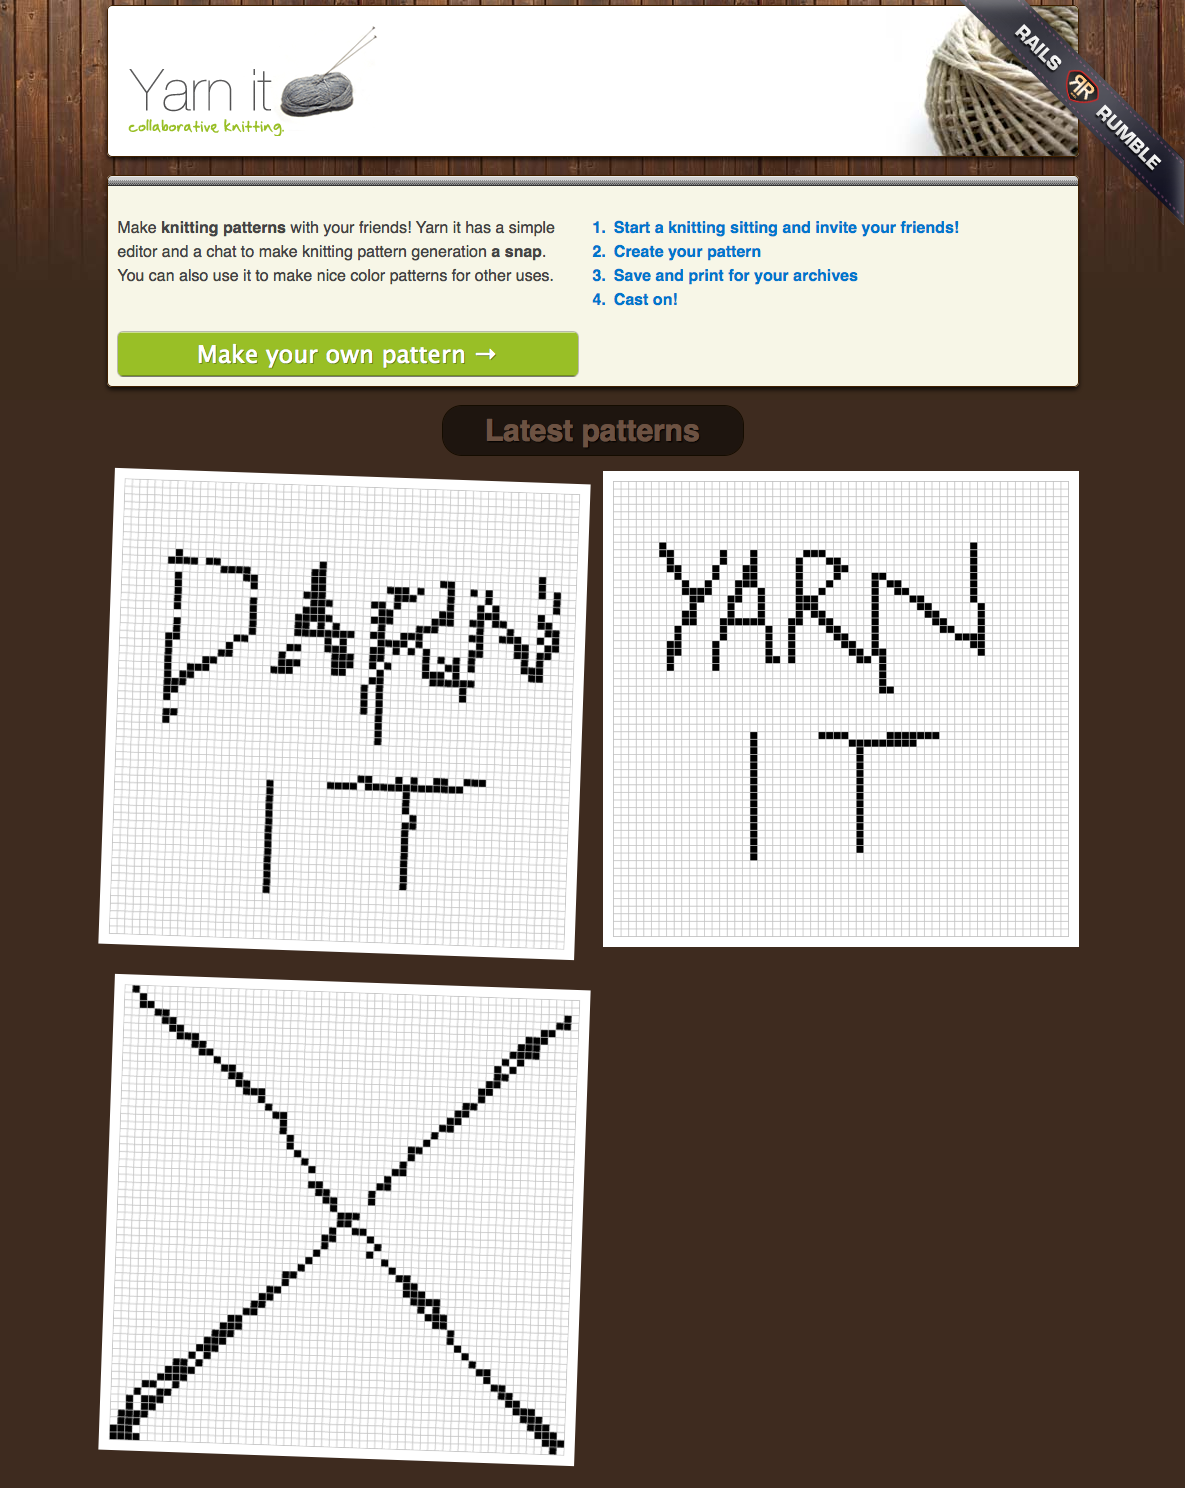 Yarn it
collaborative knitting.
RAILS RR RUMBLE
Make knitting patterns with your friends! Yarn it has a simple
editor and a chat to make knitting pattern generation a snap.
You can also use it to make nice color patterns for other uses.
1. Start a knitting sitting and invite your friends!
2. Create your pattern
3. Save and print for your archives
4. Cast on!
Make your own pattern →
Latest patterns
DARN
IT
YARN
IT